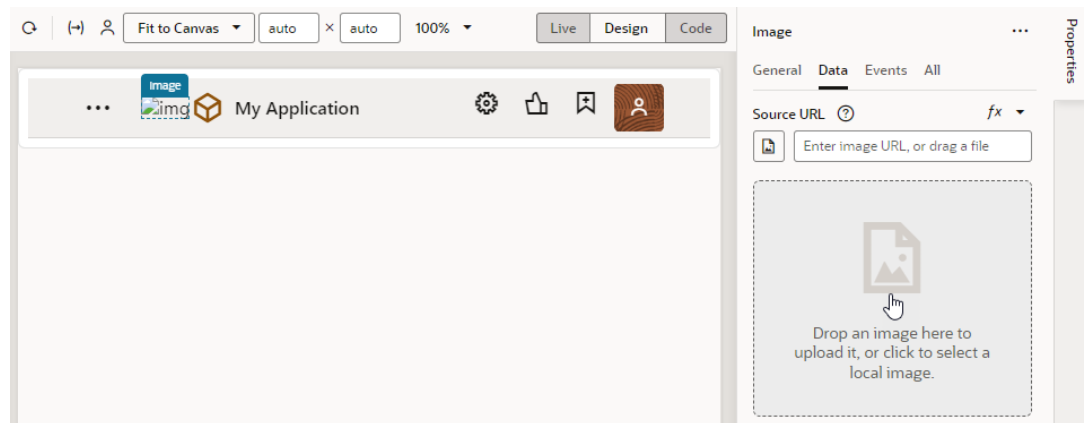 Fit to Canvas auto × auto 100% Live Design Code
Image
img My Application
Image
General Data Events All
Source URL ? fx
Enter image URL, or drag a file
Drop an image here to
upload it, or click to select a
local image.
Properties